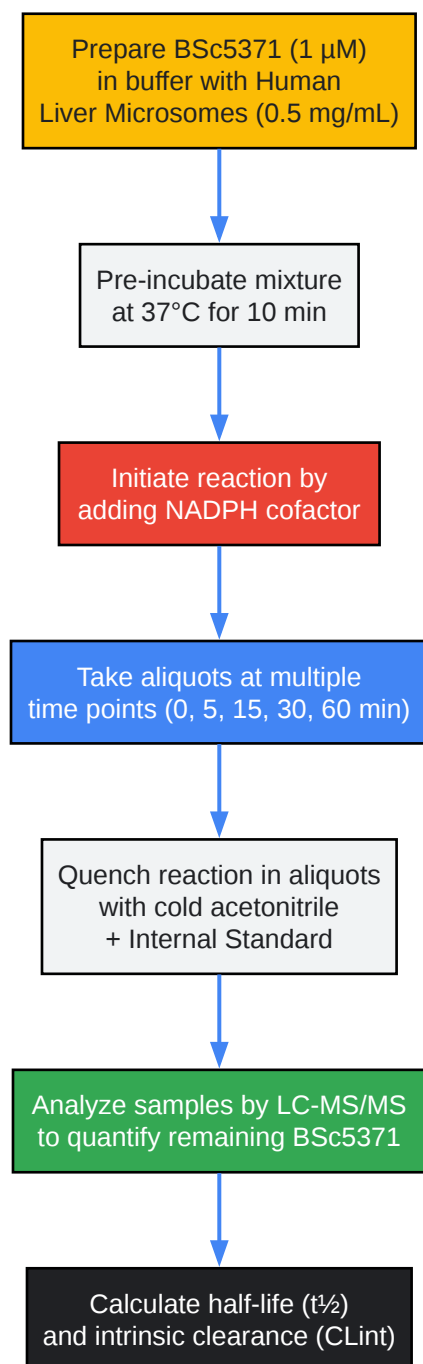 Prepare BSc5371 (1 µM)
in buffer with Human
Liver Microsomes (0.5 mg/mL)
Pre-incubate mixture
at 37°C for 10 min
Initiate reaction by
adding NADPH cofactor
Take aliquots at multiple
time points (0, 5, 15, 30, 60 min)
Quench reaction in aliquots
with cold acetonitrile
+ Internal Standard
Analyze samples by LC-MS/MS
to quantify remaining BSc5371
Calculate half-life (t½)
and intrinsic clearance (CLint)